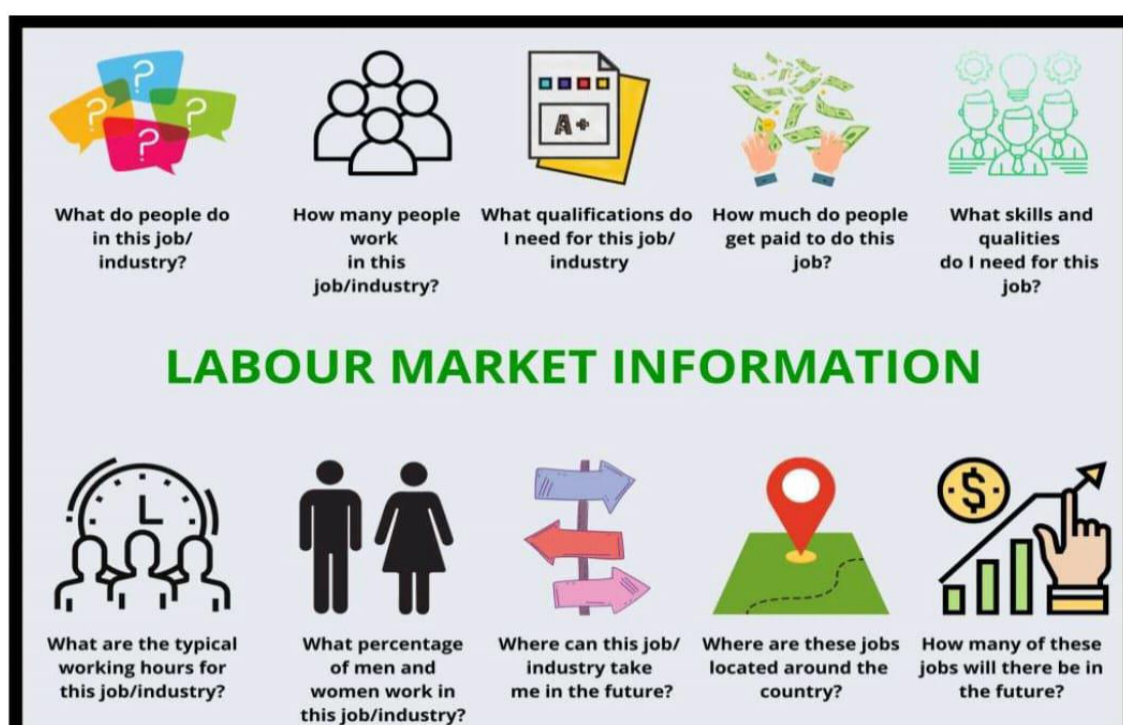 ? ? ? ?
A+
What do people do
in this job/
industry?
How many people
work
in this
job/industry?
What qualifications do
I need for this job/
industry
How much do people
get paid to do this
job?
What skills and
qualities
do I need for this
job?
LABOUR MARKET INFORMATION
$
What are the typical
working hours for
this job/industry?
What percentage
of men and
women work in
this job/industry?
Where can this job/
industry take
me in the future?
Where are these jobs
located around the
country?
How many of these
jobs will there be in
the future?